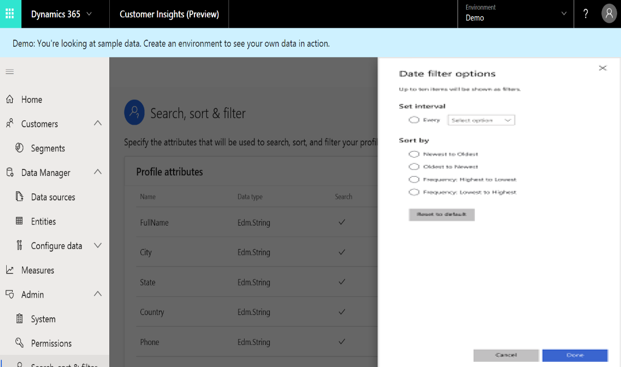 Dynamics 365
Customer Insights (Preview)
Environment
Demo
?
Demo: You're looking at sample data. Create an environment to see your own data in action.
Home
Customers
Segments
Data Manager
Data sources
Entities
Configure data
Measures
Admin
System
Permissions
Search, sort & filter
Search, sort & filter
Specify the attributes that will be used to search, sort, and filter your profil
Profile attributes
Name Data type Search
FullName Edm.String
City Edm.String
State Edm.String
Country Edm.String
Phone Edm.String
Date filter options
Up to ten items will be shown as filters.
Set interval
Every Select option
Sort by
Newest to Oldest
Oldest to Newest
Frequency: Highest to Lowest
Frequency: Lowest to Highest
Reset to default
Cancel Done